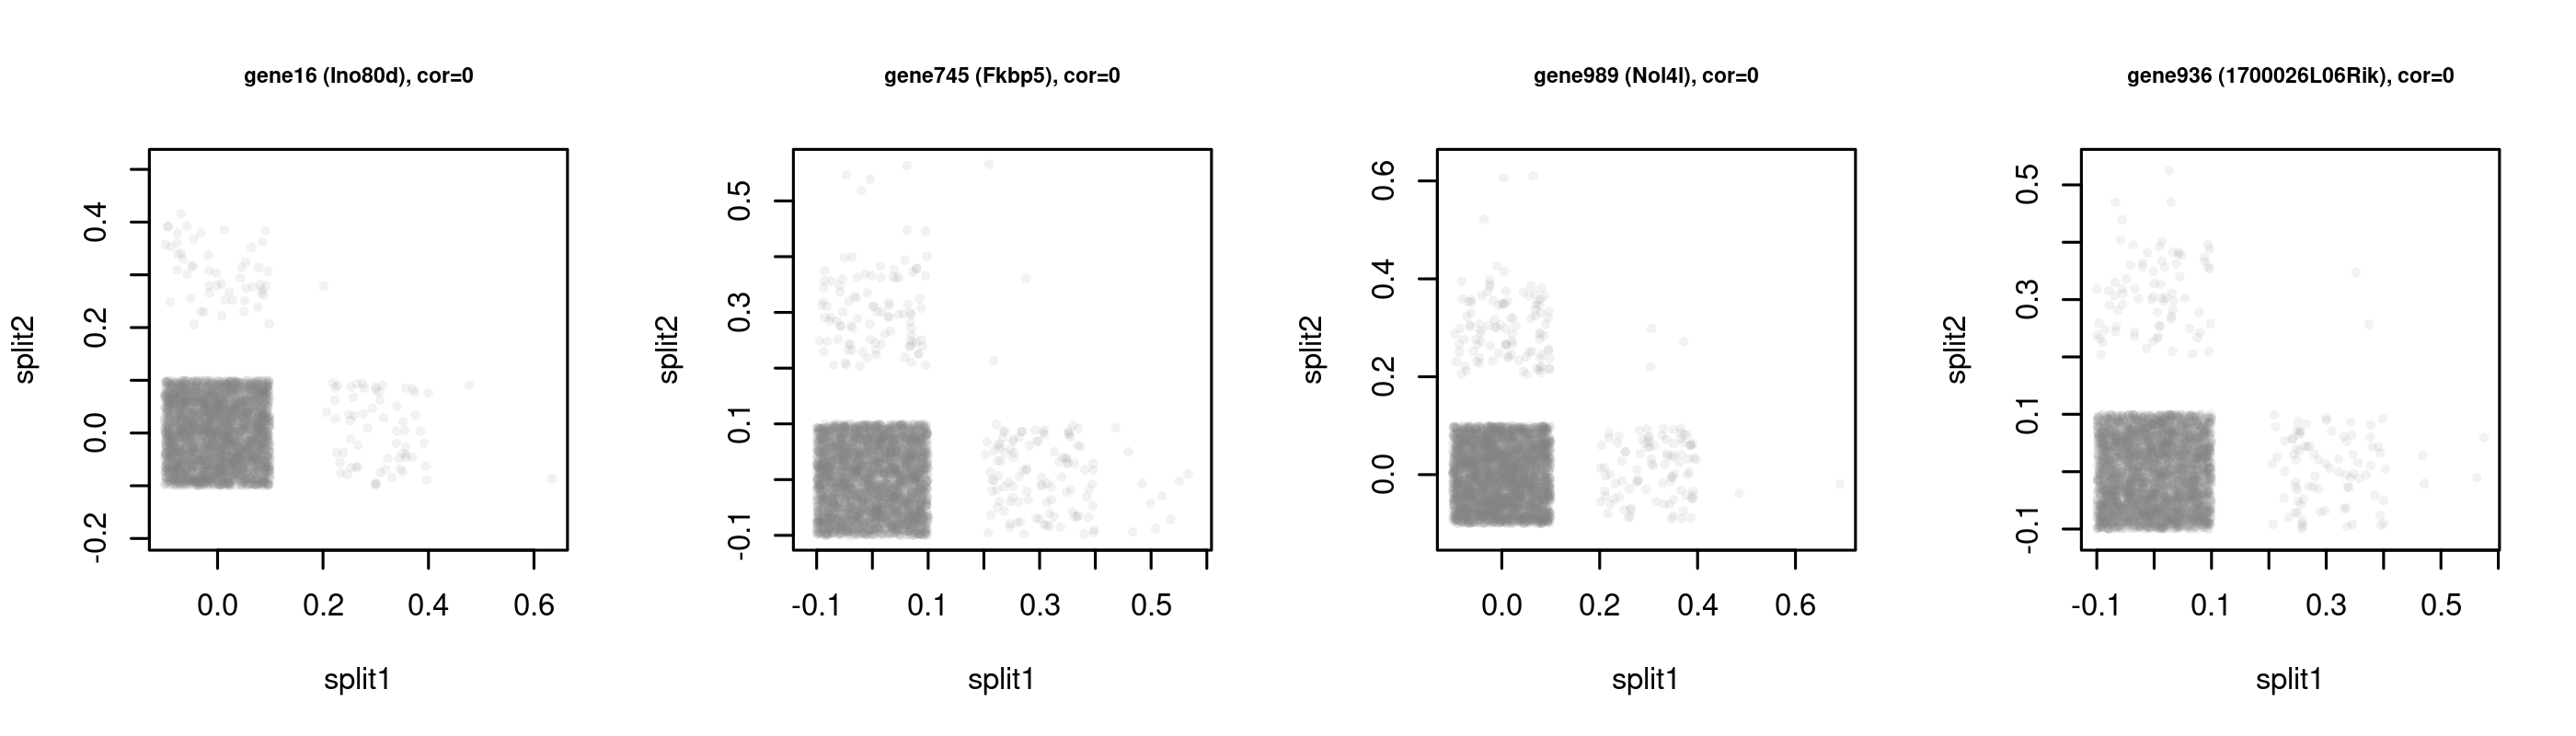 gene16 (Ino80d), cor=0
split2
0.4
0.2
0.0
-0.2
0.0 0.2 0.4 0.6
split1
gene745 (Fkbp5), cor=0
split2
0.5
0.3
0.1
-0.1
-0.1 0.1 0.3 0.5
split1
gene989 (Nol4l), cor=0
split2
0.6
0.4
0.2
0.0
0.0 0.2 0.4 0.6
split1
gene936 (1700026L06Rik), cor=0
split2
0.5
0.3
0.1
-0.1
-0.1 0.1 0.3 0.5
split1